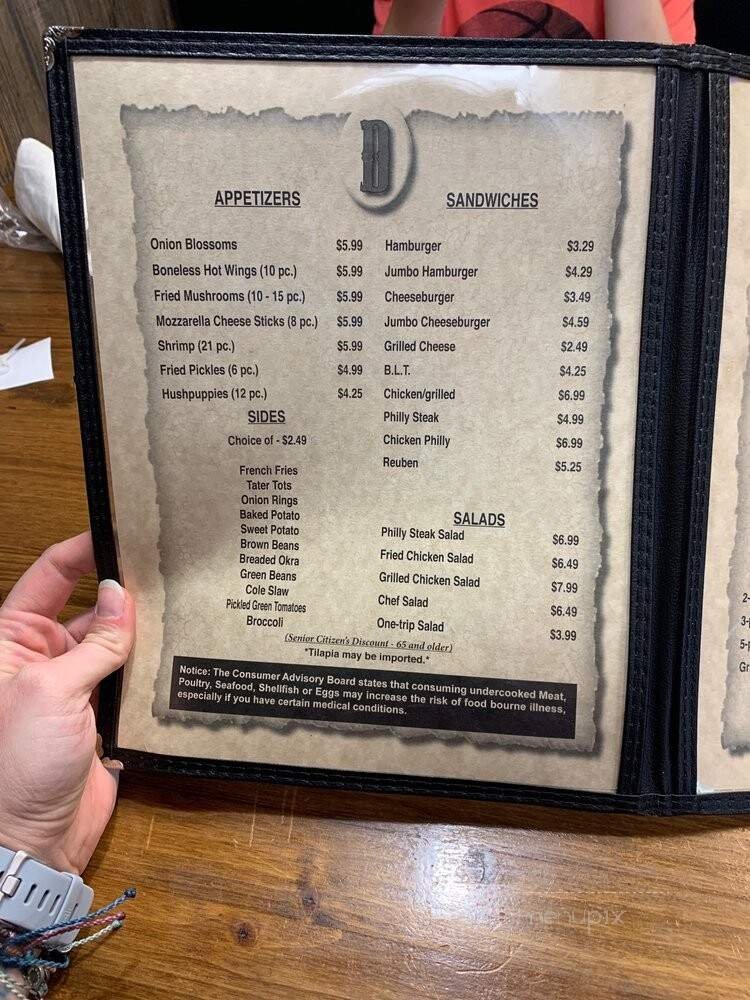 D
APPETIZERS
Onion Blossoms $5.99
Boneless Hot Wings (10 pc.) $5.99
Fried Mushrooms (10 - 15 pc.) $5.99
Mozzarella Cheese Sticks (8 pc.) $5.99
Shrimp (21 pc.) $5.99
Fried Pickles (6 pc.) $4.99
Hushpuppies (12 pc.) $4.25
SIDES
Choice of - $2.49
French Fries
Tater Tots
Onion Rings
Baked Potato
Sweet Potato
Brown Beans
Breaded Okra
Green Beans
Cole Slaw
Pickled Green Tomatoes
Broccoli
SANDWICHES
Hamburger $3.29
Jumbo Hamburger $4.29
Cheeseburger $3.49
Jumbo Cheeseburger $4.59
Grilled Cheese $2.49
B.L.T. $4.25
Chicken/grilled $6.99
Philly Steak $4.99
Chicken Philly $6.99
Reuben $5.25
SALADS
Philly Steak Salad $6.99
Fried Chicken Salad $6.49
Grilled Chicken Salad $7.99
Chef Salad $6.49
One-trip Salad $3.99
(Senior Citizen's Discount - 65 and older)
*Tilapia may be imported.*
Notice: The Consumer Advisory Board states that consuming undercooked Meat,
Poultry, Seafood, Shellfish or Eggs may increase the risk of food bourne illness,
especially if you have certain medical conditions.
2-
3-
5-
Gr
menupix